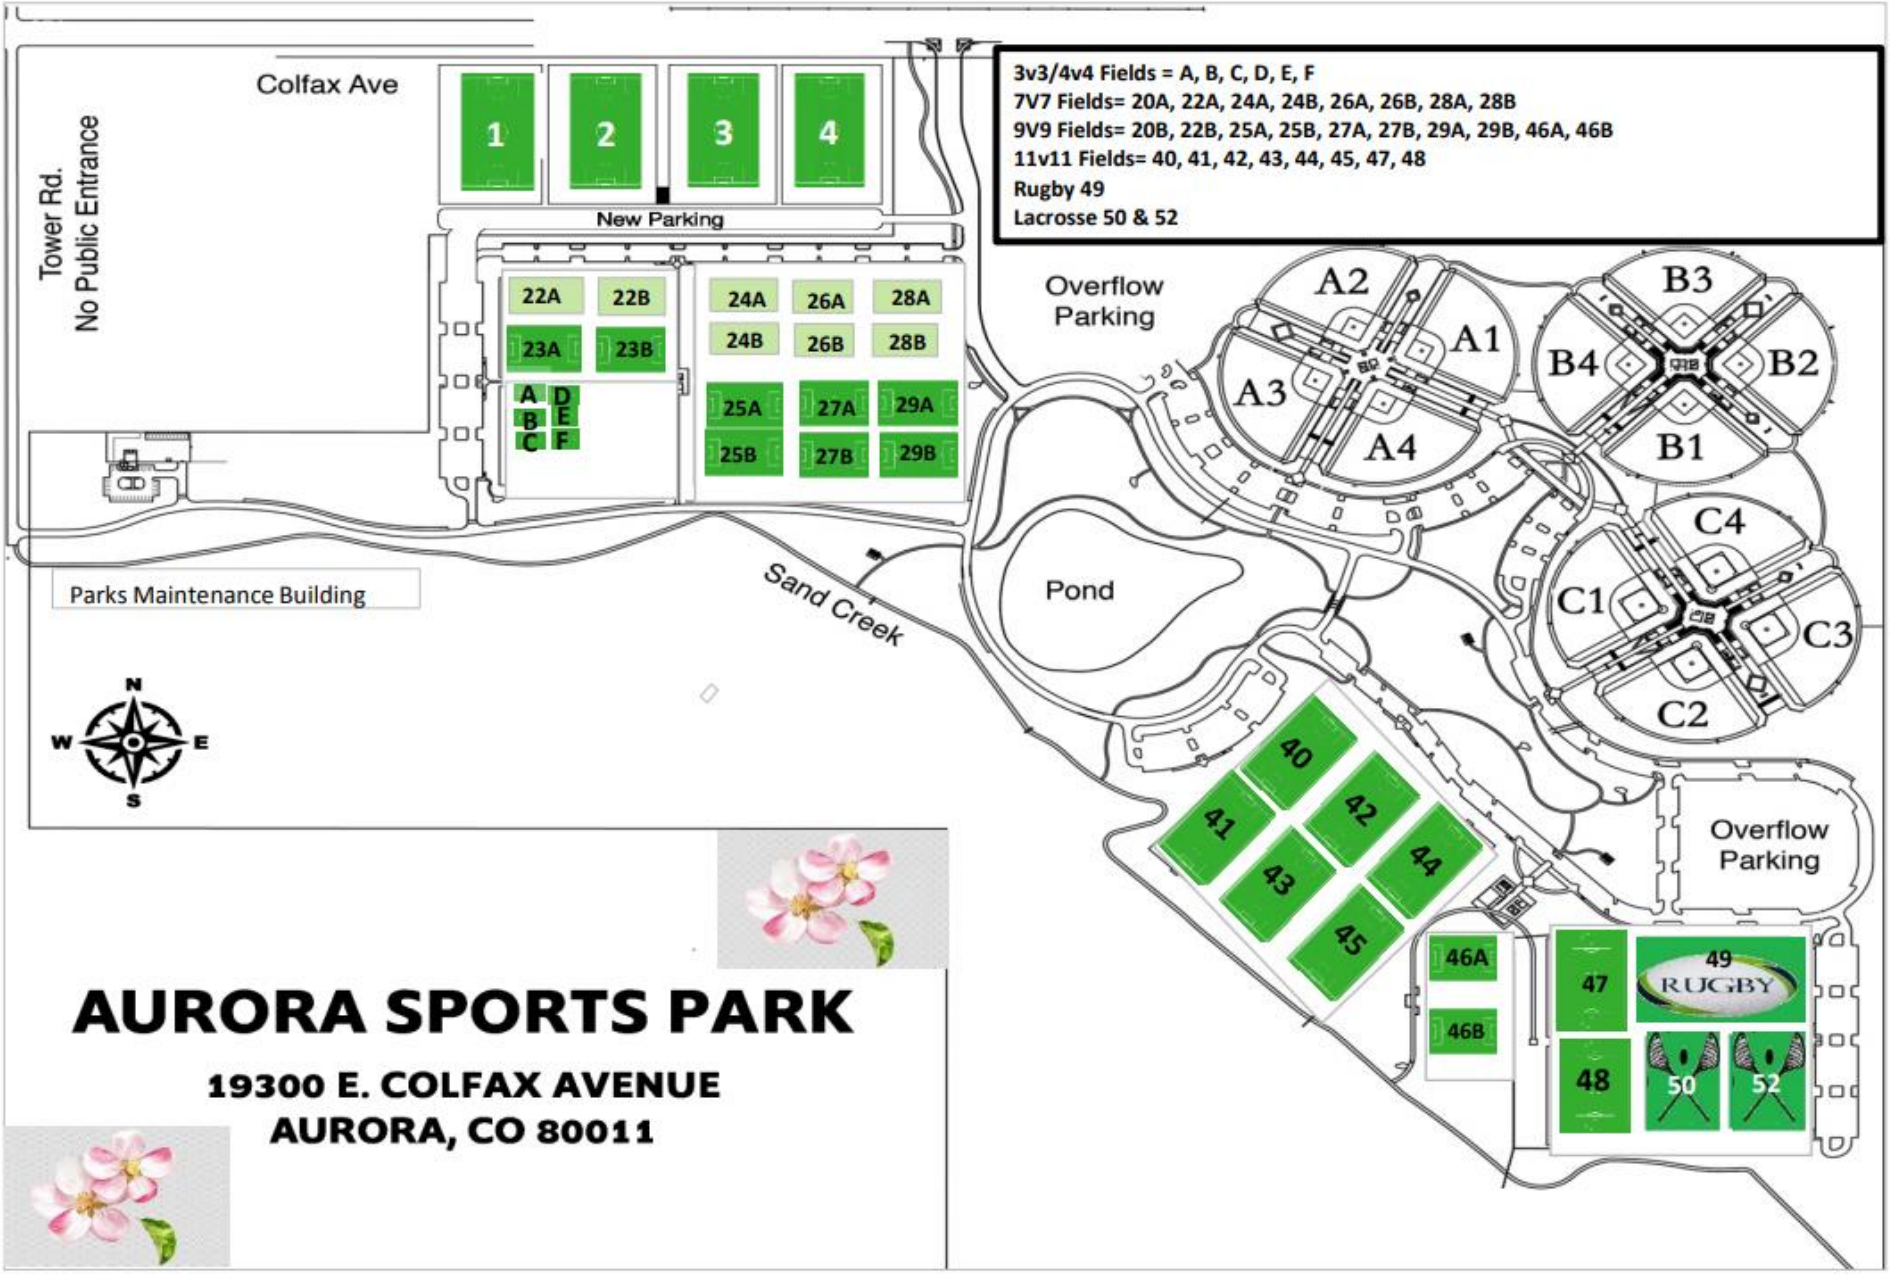 Colfax Ave
Tower Rd.
No Public Entrance
1
2
3
4
New Parking
3v3/4v4 Fields = A, B, C, D, E, F
7V7 Fields= 20A, 22A, 24A, 24B, 26A, 26B, 28A, 28B
9V9 Fields= 20B, 22B, 25A, 25B, 27A, 27B, 29A, 29B, 46A, 46B
11v11 Fields= 40, 41, 42, 43, 44, 45, 47, 48
Rugby 49
Lacrosse 50 & 52
22A
22B
24A
26A
28A
23A
23B
24B
26B
28B
A
D
B
E
C
F
25A
27A
29A
25B
27B
29B
Overflow
Parking
A2
A1
A3
A4
B3
B4
B2
B1
C4
C1
C3
C2
Parks Maintenance Building
Sand Creek
Pond
N
W
E
S
40
41
42
43
44
45
Overflow
Parking
46A
46B
47
48
49
RUGBY
50
52
AURORA SPORTS PARK
19300 E. COLFAX AVENUE
AURORA, CO 80011